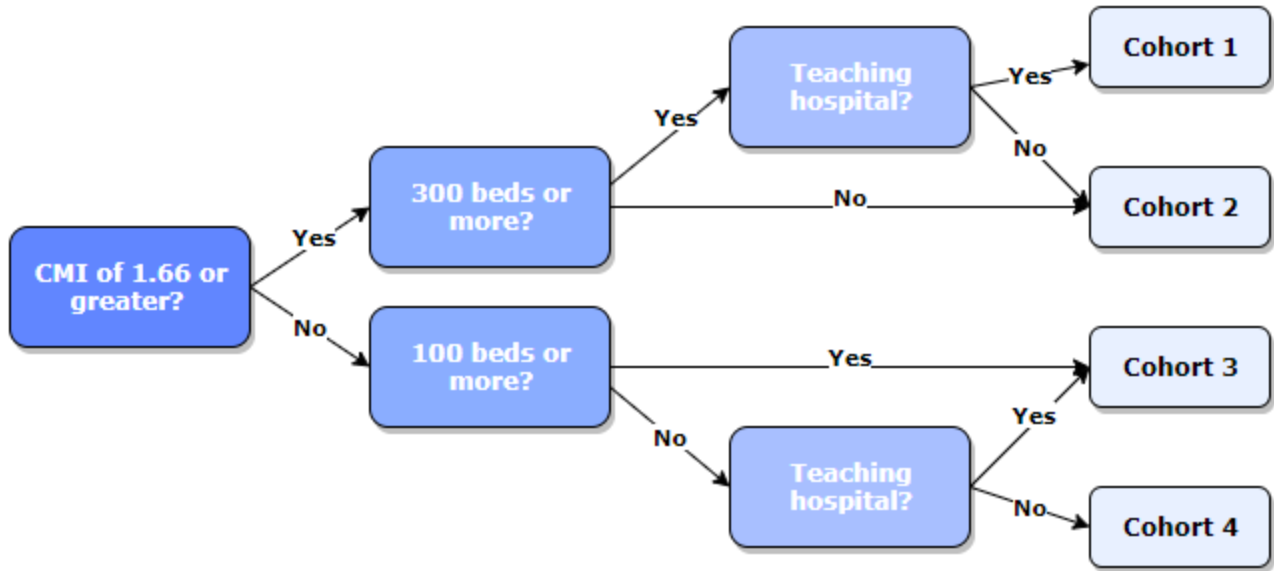 Teaching
hospital?
Yes
Cohort 1
Yes
No
300 beds or
more?
No
Cohort 2
Yes
CMI of 1.66 or
greater?
No
100 beds or
more?
Yes
Cohort 3
No
Yes
Teaching
hospital?
No
Cohort 4